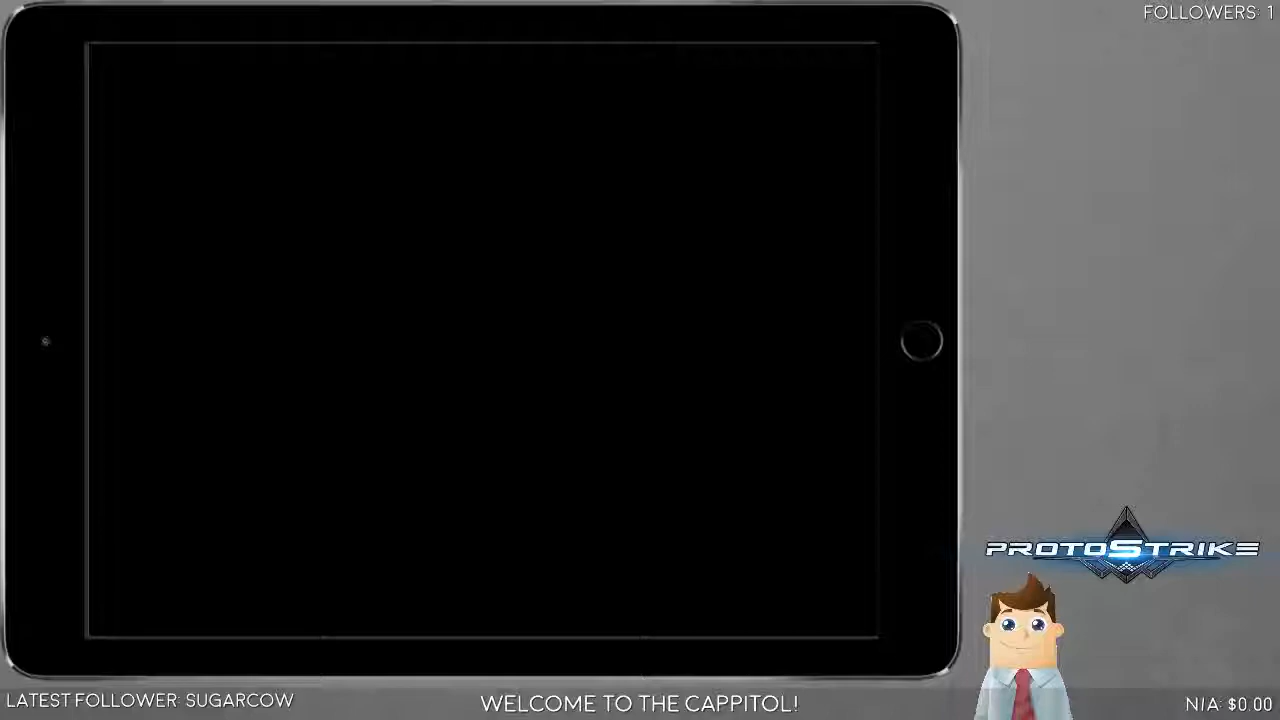 FOLLOWERS: 1
PROTOSTRIKE
LATEST FOLLOWER: SUGARCOW
WELCOME TO THE CAPPITOL!
N/A: $0.00